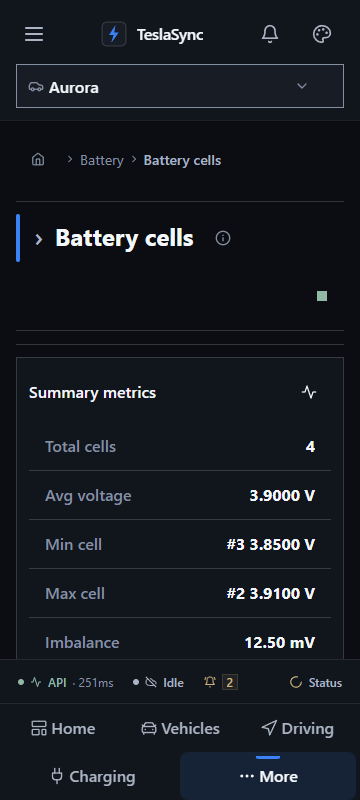 TeslaSync
Aurora
Battery
Battery cells
Battery cells
Summary metrics
Total cells 4
Avg voltage 3.9000 V
Min cell #3 3.8500 V
Max cell #2 3.9100 V
Imbalance 12.50 mV
API · 251ms Idle 2 Status
Home Vehicles Driving
Charging More